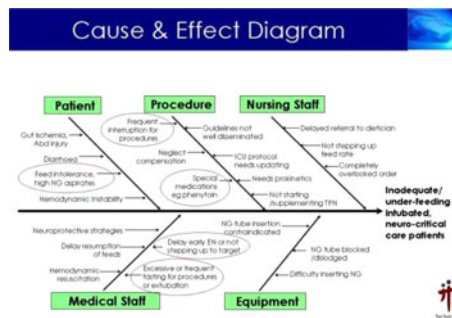 Cause & Effect Diagram
Patient
Procedure
Nursing Staff
Gut ischemia,
Abd injury
Diarrhoea
Feed intolerance,
high NG aspirates
Hemodynamic instability
Frequent
interruption for
procedures
Neglect
compensation
Special
medications
eg phenytoin
Guidelines not
well disseminated
ICU protocol
needs updating
Needs prokinetics
Not starting
/supplementing TPN
Delayed referral to dietician
Not stepping up
feed rate
Completely
overlooked order
Inadequate/
under-feeding
intubated,
neuro-critical
care patients
Neuroprotective strategies
Delay resumption
of feeds
Hemodynamic
resuscitation
Delay early EN or not
stepping up to target
Excessive or frequent
fasting for procedures
or extubation
NG tube insertion
contraindicated
NG tube blocked
/dislodged
Difficulty inserting NG
Medical Staff
Equipment